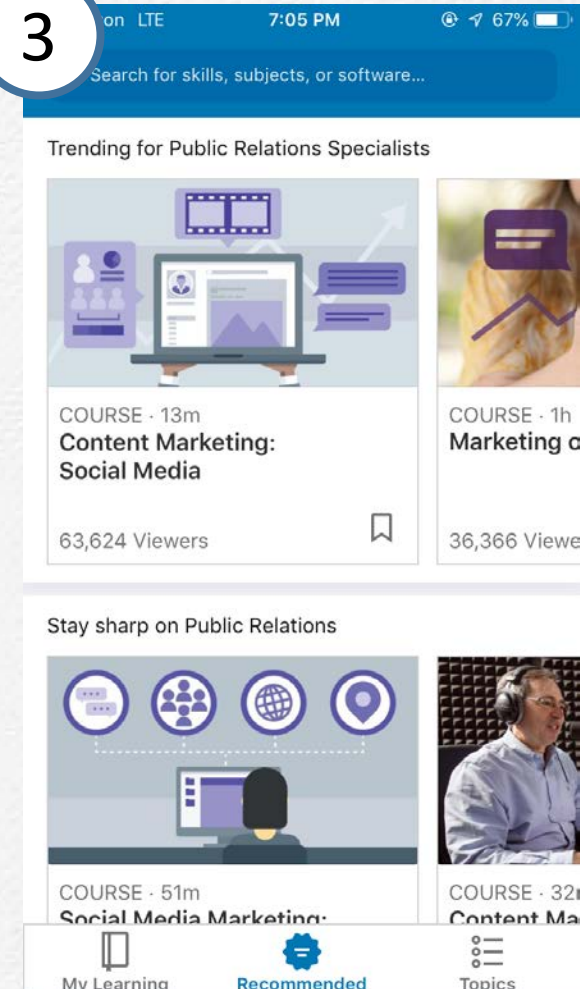 3
on LTE 7:05 PM 67%
Search for skills, subjects, or software...
Trending for Public Relations Specialists
COURSE · 13m
Content Marketing:
Social Media
63,624 Viewers
COURSE · 1h
Marketing
36,366
Stay sharp on Public Relations
COURSE · 51m
Social Media Marketing:
COURSE · 32
Content
My Learning
Recommended
Topics